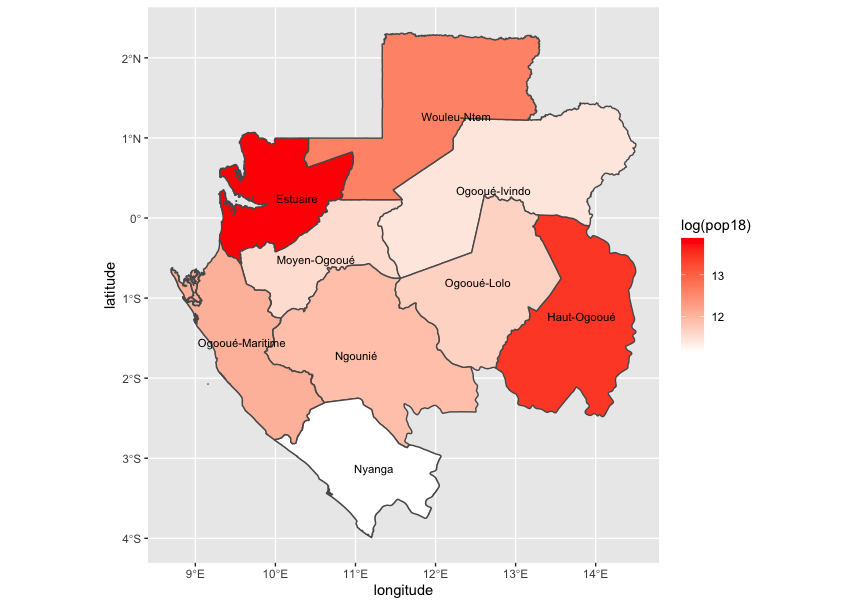 2°N
1°N
0°
1°S
2°S
3°S
4°S
latitude
Wouleu-Ntem
Ogooué-Ivindo
Estuaire
Moyen-Ogooué
Ogooué-Lolo
Haut-Ogooué
Ogooué-Maritime
Ngounié
Nyanga
9°E 10°E 11°E 12°E 13°E 14°E
longitude
log(pop18)
13
12